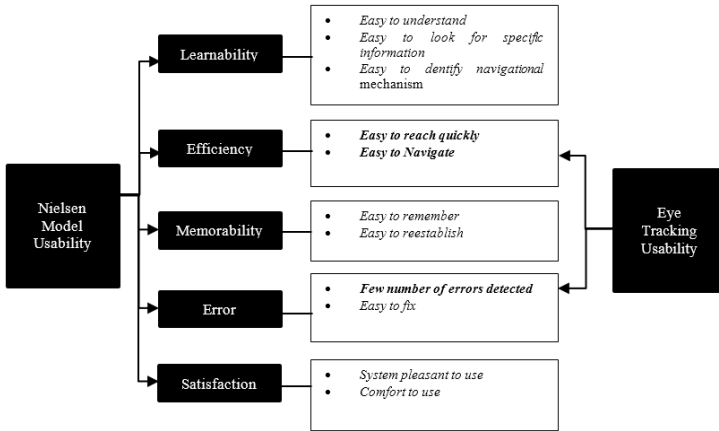 Nielsen
Model
Usability
Learnability
• Easy to understand
• Easy to look for specific
information
• Easy to dentify navigational
mechanism
Efficiency
• Easy to reach quickly
• Easy to Navigate
Memorability
• Easy to remember
• Easy to reestablish
Error
• Few number of errors detected
• Easy to fix
Satisfaction
• System pleasant to use
• Comfort to use
Eye
Tracking
Usability